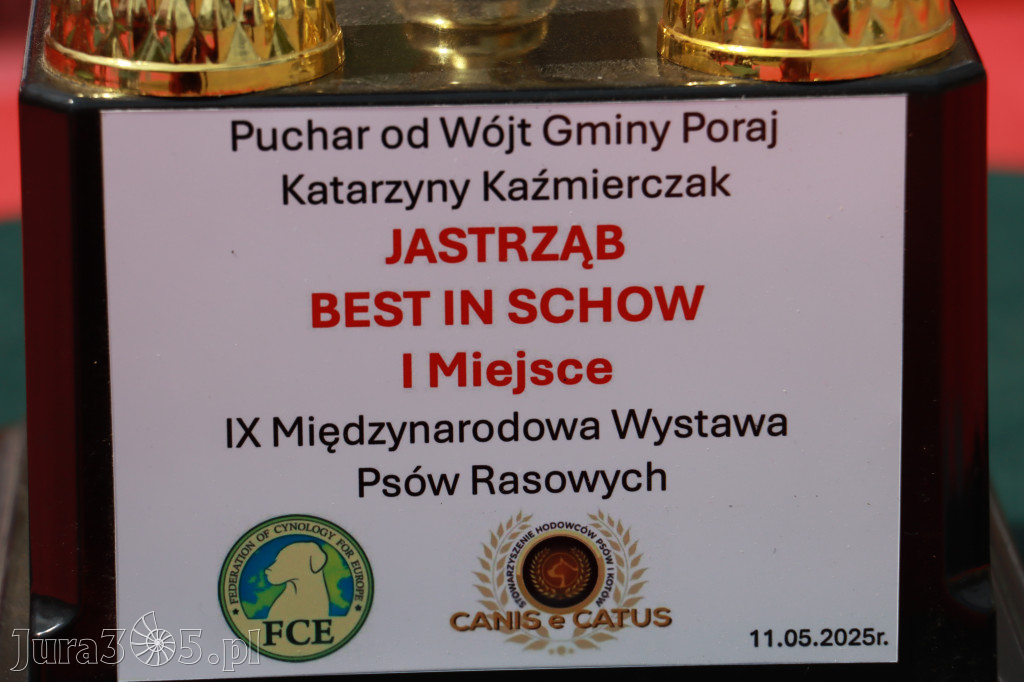 Puchar od Wójt Gminy Poraj
Katarzyny Kaźmierczak
JASTRZĄB
BEST IN SCHOW
I Miejsce
IX Międzynarodowa Wystawa
Psów Rasowych
FEDERATION OF CYNOLOGY FOR EUROPE
FCE
STOWARZYSZENIE HODOWCÓW PSÓW I KOTÓW
CANIS e CATUS
11.05.2025r.
Jura365.pl